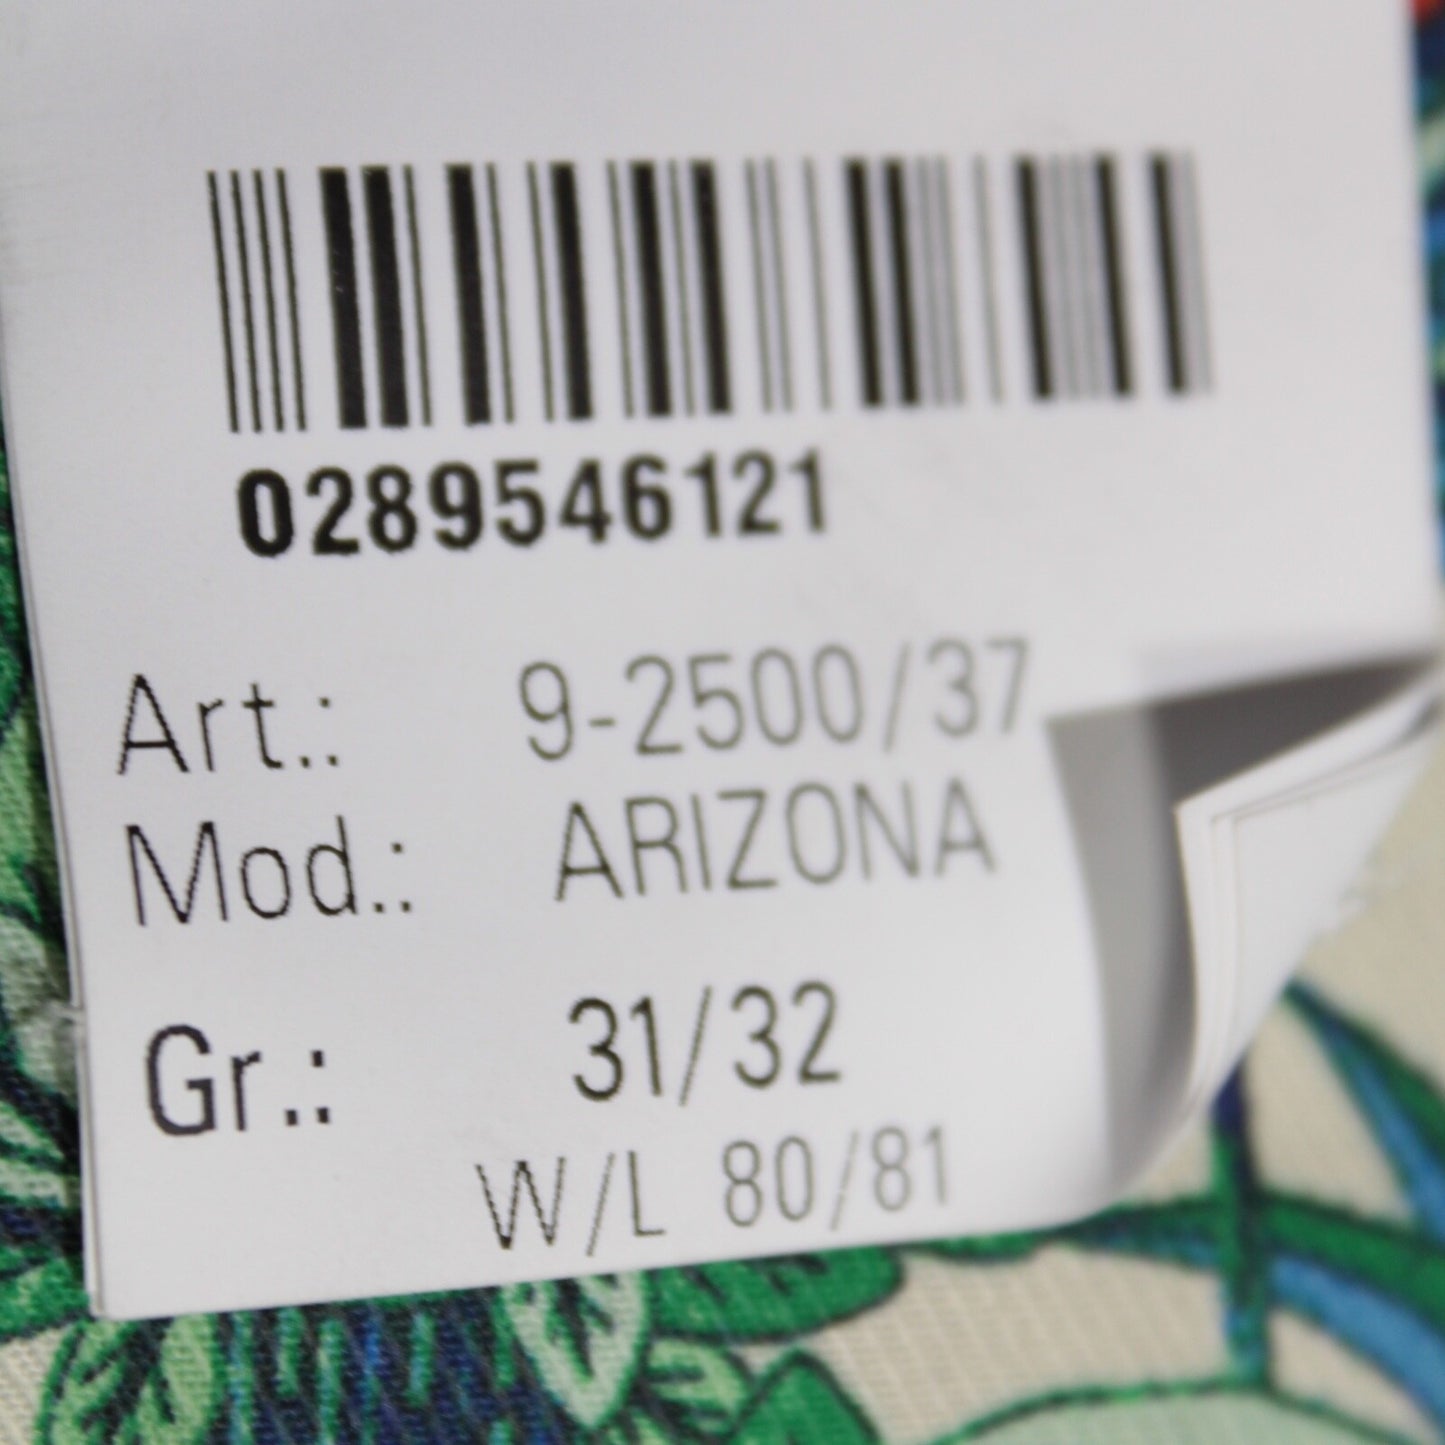 0289546121
Art.: 9-2500/37
Mod.: ARIZONA
Gr.: 31/32
W/L 80/81